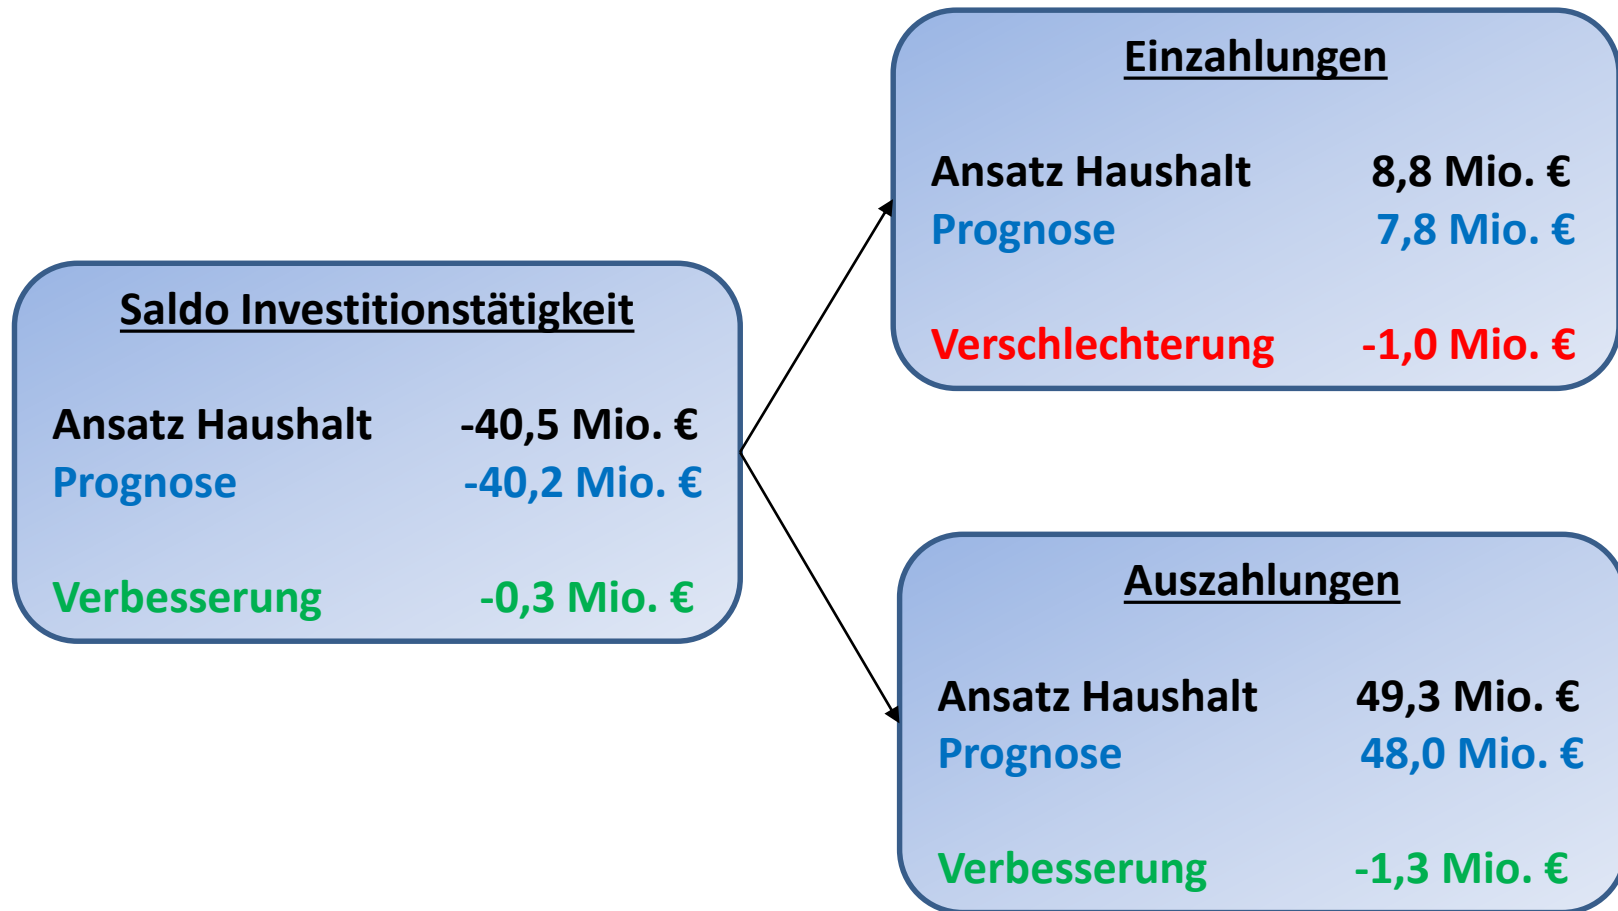 Saldo Investitionstätigkeit
Ansatz Haushalt -40,5 Mio. €
Prognose -40,2 Mio. €
Verbesserung -0,3 Mio. €
Einzahlungen
Ansatz Haushalt 8,8 Mio. €
Prognose 7,8 Mio. €
Verschlechterung -1,0 Mio. €
Auszahlungen
Ansatz Haushalt 49,3 Mio. €
Prognose 48,0 Mio. €
Verbesserung -1,3 Mio. €